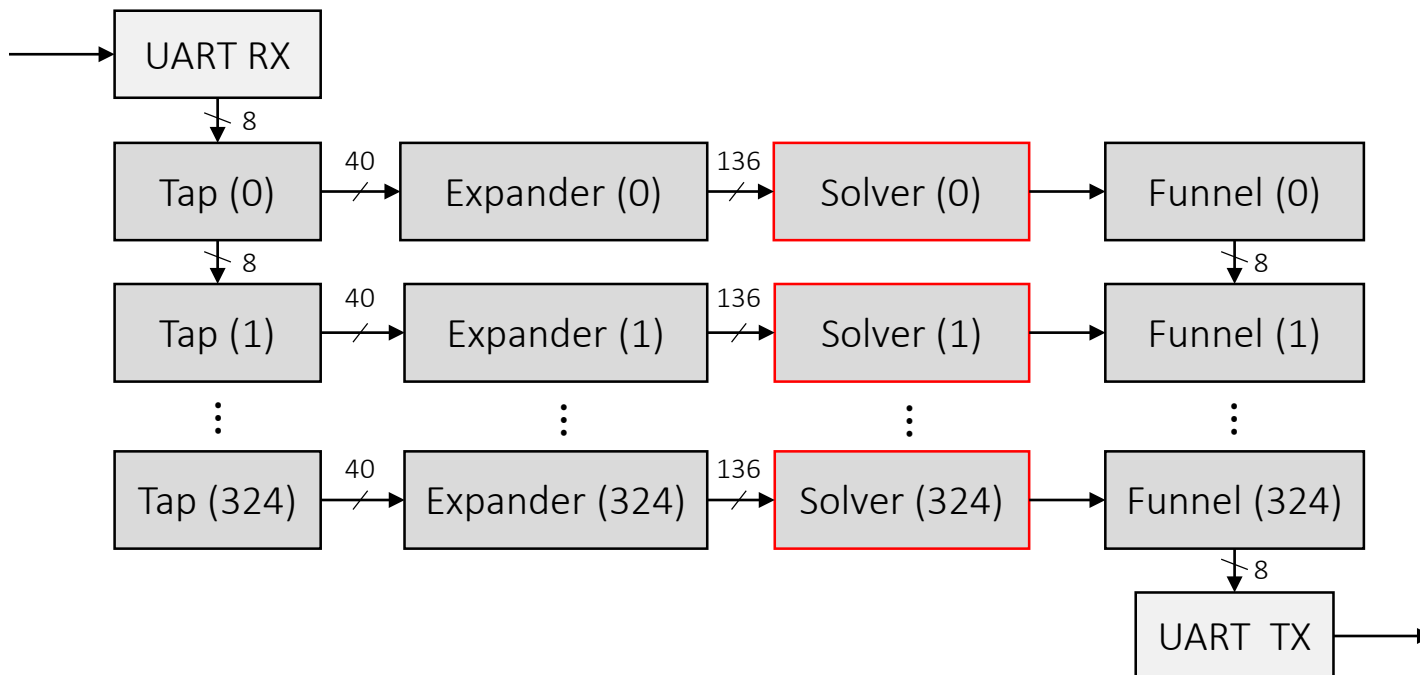 UART RX
8
40
136
Tap (0)
Expander (0)
Solver (0)
Funnel (0)
8
8
40
136
Tap (1)
Expander (1)
Solver (1)
Funnel (1)
40
136
Tap (324)
Expander (324)
Solver (324)
Funnel (324)
8
UART TX